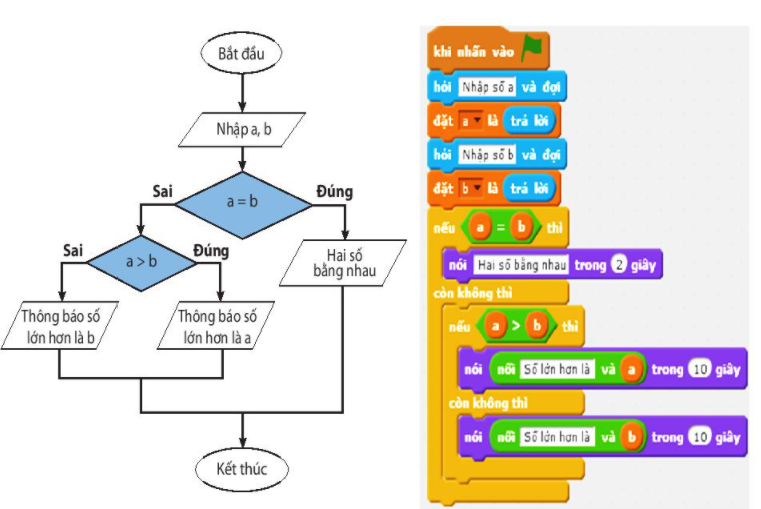 Bắt đầu
Nhập a, b
Sai
Đúng
a = b
Sai
Đúng
a > b
Hai số
bằng nhau
Thông báo số
lớn hơn là b
Thông báo số
lớn hơn là a
Kết thúc
khi nhấn vào
hỏi Nhập số a và đợi
đặt a là trả lời
hỏi Nhập số b và đợi
đặt b là trả lời
nếu a = b thì
nói Hai số bằng nhau trong 2 giây
còn không thì
nếu a > b thì
nói nối Số lớn hơn là và a trong 10 giây
còn không thì
nói nối Số lớn hơn là và b trong 10 giây